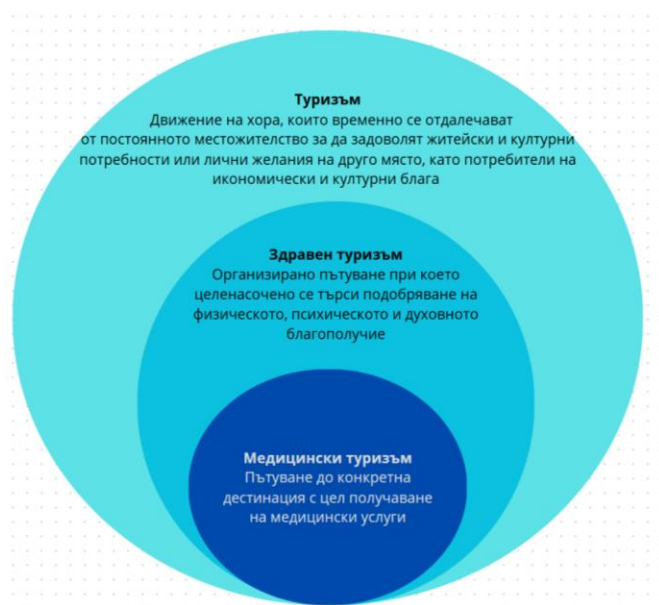 Туризъм
Движение на хора, които временно се отдалечават
от постоянното местожителство за да задоволят житейски и културни
потребности или лични желания на друго място, като потребители на
икономически и културни блага
Здравен туризъм
Организирано пътуване при което
целенасочено се търси подобряване на
физическото, психическото и духовното
благополучие
Медицински туризъм
Пътуване до конкретна
дестинация с цел получаване
на медицински услуги